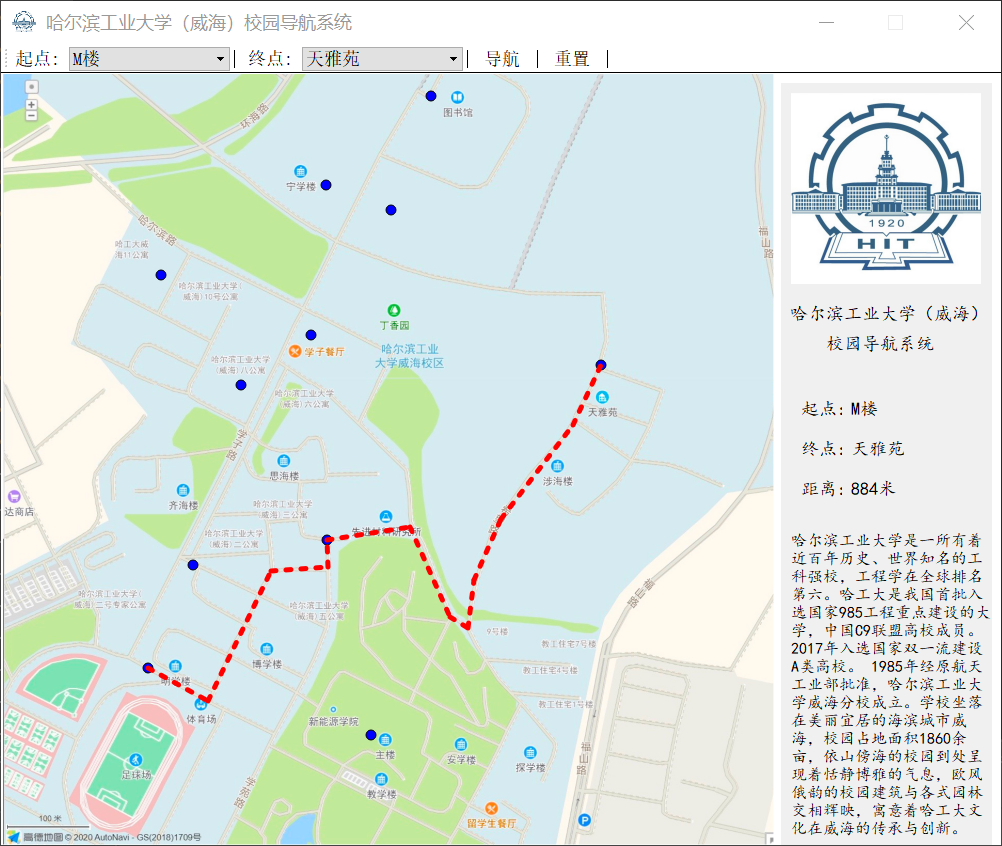 哈尔滨工业大学（威海）校园导航系统
起点: M楼 终点: 天雅苑 导航 重置
环海路
图书馆
宁学楼
哈尔滨路
福山路
哈工大威
海11公寓
哈尔滨工业大学(
威海)10号公寓
丁香园
哈尔滨工业
大学威海校区
学子餐厅
哈尔滨工业大学
(威海)八公寓
哈尔滨工业大学
威海)六公寓
天雅苑
学子路
思海楼
涉海楼
齐海楼
达商店
哈尔滨工业大学
(威海)三公寓
哈尔滨工业大学
(威海)二公寓
福山路
哈尔滨工业大学(
威海)二号专家公寓
哈尔滨工业大学
(威海)五公寓
9号楼
教工住宅7号楼
博学楼
教工住宅4号楼
体育场
教工住宅1号楼
新能源学院
主楼
安学楼
探学楼
福山路
足球场
教学楼
学苑路
留学生餐厅
P
100 米
高德地图 © 2020 AutoNavi - GS(2018)1709号
1920
HIT
哈尔滨工业大学（威海）
校园导航系统
起点: M楼
终点: 天雅苑
距离: 884米
哈尔滨工业大学是一所有着
近百年历史、世界知名的工
科强校，工程学在全球排名
第六。哈工大是我国首批入
选国家985工程重点建设的大
学，中国C9联盟高校成员。
2017年入选国家双一流建设
A类高校。 1985年经原航天
工业部批准，哈尔滨工业大
学威海分校成立。学校坐落
在美丽宜居的海滨城市威
海，校园占地面积1860余
亩，依山傍海的校园到处呈
现着恬静博雅的气息，欧风
俄韵的校园建筑与各式园林
交相辉映，寓意着哈工大文
化在威海的传承与创新。